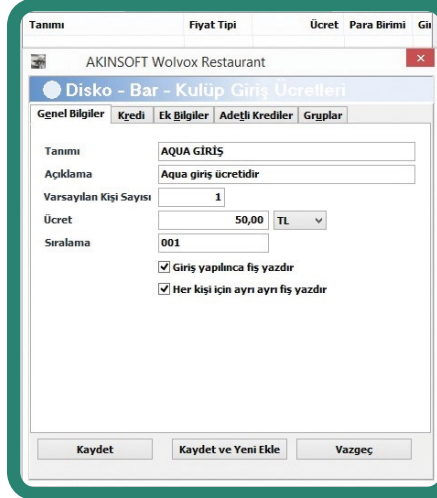 Tanımı Fiyat Tipi Ücret Para Birimi Gir
AKINSOFT Wolvox Restaurant
Disko - Bar - Kulüp Giriş Ücretleri
Genel Bilgiler Kredi Ek Bilgiler Adetli Krediler Gruplar
Tanımı AQUA GİRİŞ
Açıklama Aqua giriş ücretidir
Varsayılan Kişi Sayısı 1
Ücret 50,00 TL
Sıralama 001
Giriş yapılınca fiş yazdır
Her kişi için ayrı ayrı fiş yazdır
Kaydet Kaydet ve Yeni Ekle Vazgeç